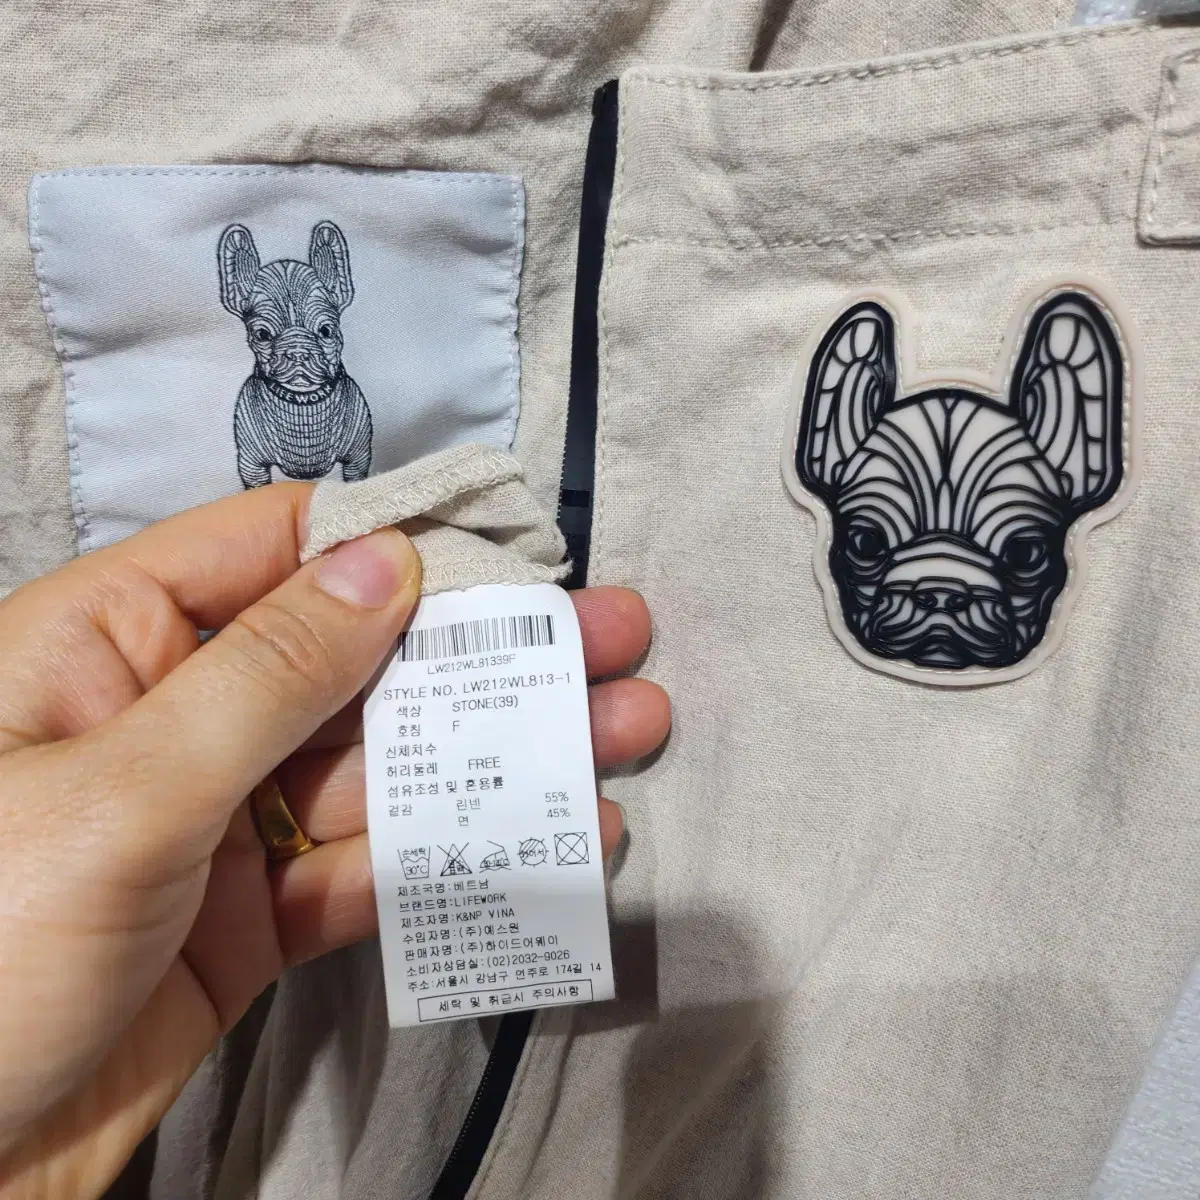 LIFEWORK
LW212WL81339F
STYLE NO. LW212WL813-1
색상 STONE(39)
호칭 F
신체치수
허리둘레 FREE
섬유조성 및 혼용률
겉감 린넨 55%
면 45%
손세탁
30°C
제조국명:베트남
브랜드명:LIFEWORK
제조자명:K&NP VINA
수입자명:(주)예스원
판매자명:(주)하이드어웨이
소비자상담실:(02)2032-9026
주소:서울시 강남구 언주로 174길 14
세탁 및 취급시 주의사항